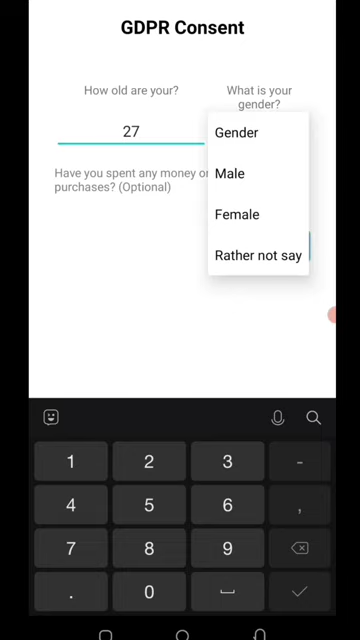 GDPR Consent
How old are your?
What is your
gender?
27
Gender
Male
Female
Rather not say
Have you spent any money
purchases? (Optional)
1 2 3 -
4 5 6 ,
7 8 9
. 0